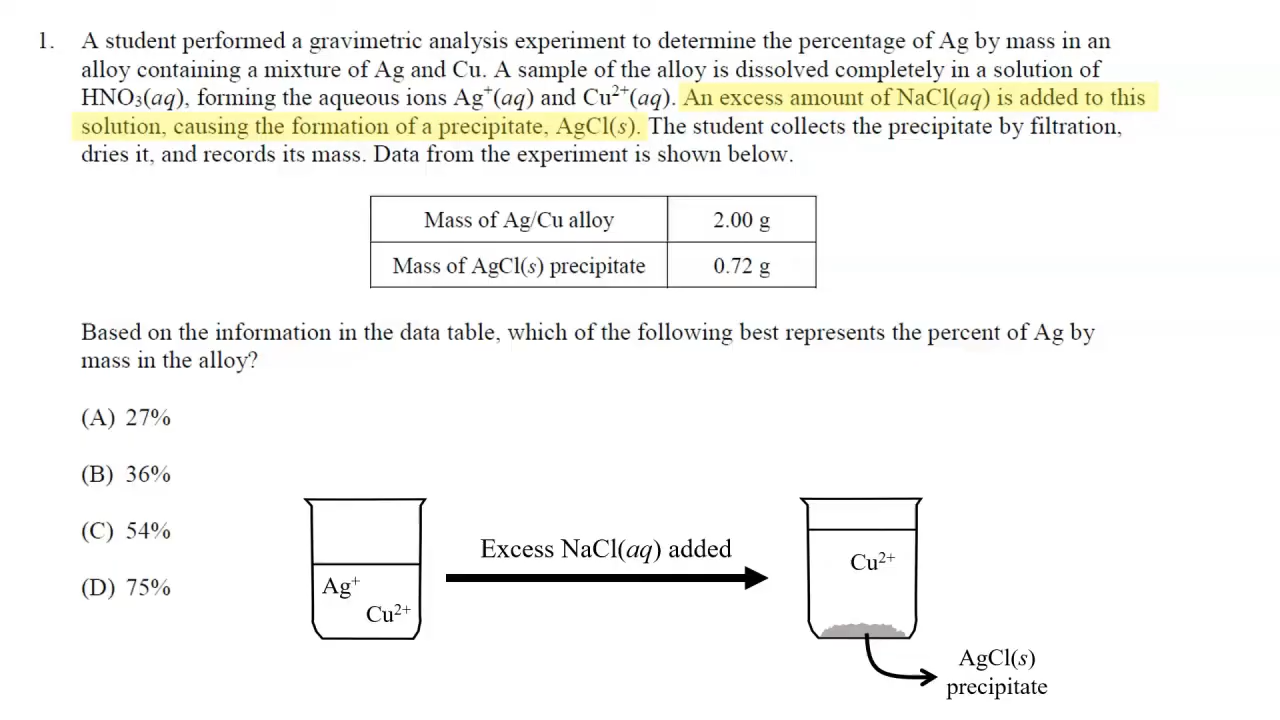 1. A student performed a gravimetric analysis experiment to determine the percentage of Ag by mass in an
alloy containing a mixture of Ag and Cu. A sample of the alloy is dissolved completely in a solution of
HNO₃(aq), forming the aqueous ions Ag⁺(aq) and Cu²⁺(aq). An excess amount of NaCl(aq) is added to this
solution, causing the formation of a precipitate, AgCl(s). The student collects the precipitate by filtration,
dries it, and records its mass. Data from the experiment is shown below.
Mass of Ag/Cu alloy 2.00 g
Mass of AgCl(s) precipitate 0.72 g
Based on the information in the data table, which of the following best represents the percent of Ag by
mass in the alloy?
(A) 27%
(B) 36%
(C) 54%
(D) 75%
Ag⁺
Cu²⁺
Excess NaCl(aq) added
Cu²⁺
AgCl(s)
precipitate